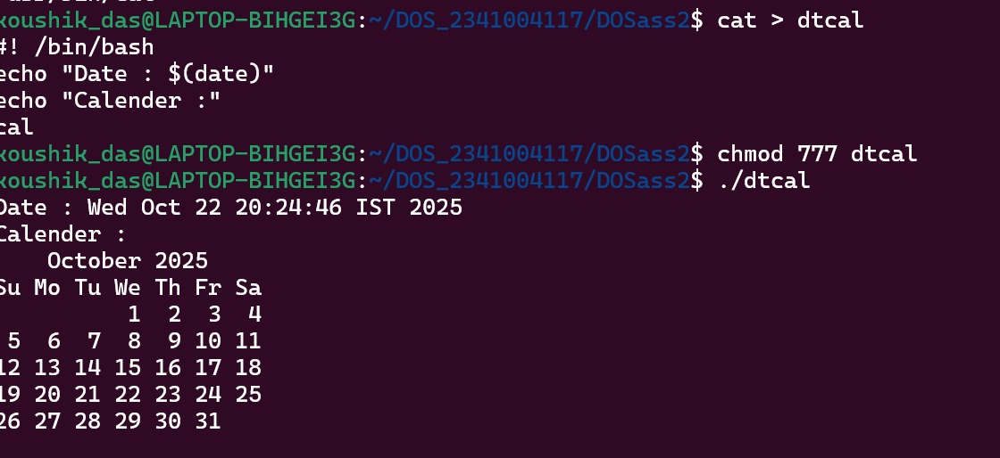 koushik_das@LAPTOP-BIHGEI3G:~/DOS_2341004117/DOSass2$ cat > dtcal
#! /bin/bash
echo "Date : $(date)"
echo "Calender :"
cal
koushik_das@LAPTOP-BIHGEI3G:~/DOS_2341004117/DOSass2$ chmod 777 dtcal
koushik_das@LAPTOP-BIHGEI3G:~/DOS_2341004117/DOSass2$ ./dtcal
Date : Wed Oct 22 20:24:46 IST 2025
Calender :
    October 2025
Su Mo Tu We Th Fr Sa
          1  2  3  4
 5  6  7  8  9 10 11
12 13 14 15 16 17 18
19 20 21 22 23 24 25
26 27 28 29 30 31